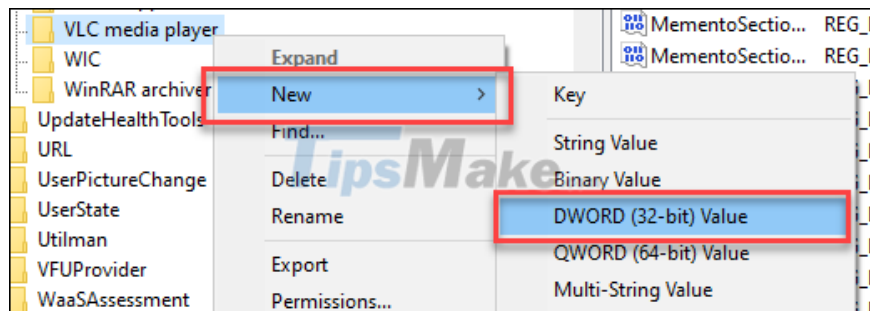 VLC media player
WIC
WinRAR archiver
UpdateHealthTools
URL
UserPictureChange
UserState
Utilman
VFUProvider
WaaSAssessment
Expand
New
Find...
Delete
Rename
Export
Permissions...
Key
String Value
Binary Value
DWORD (32-bit) Value
QWORD (64-bit) Value
Multi-String Value
MementoSectio... REG_
MementoSectio... REG_
TipsMake